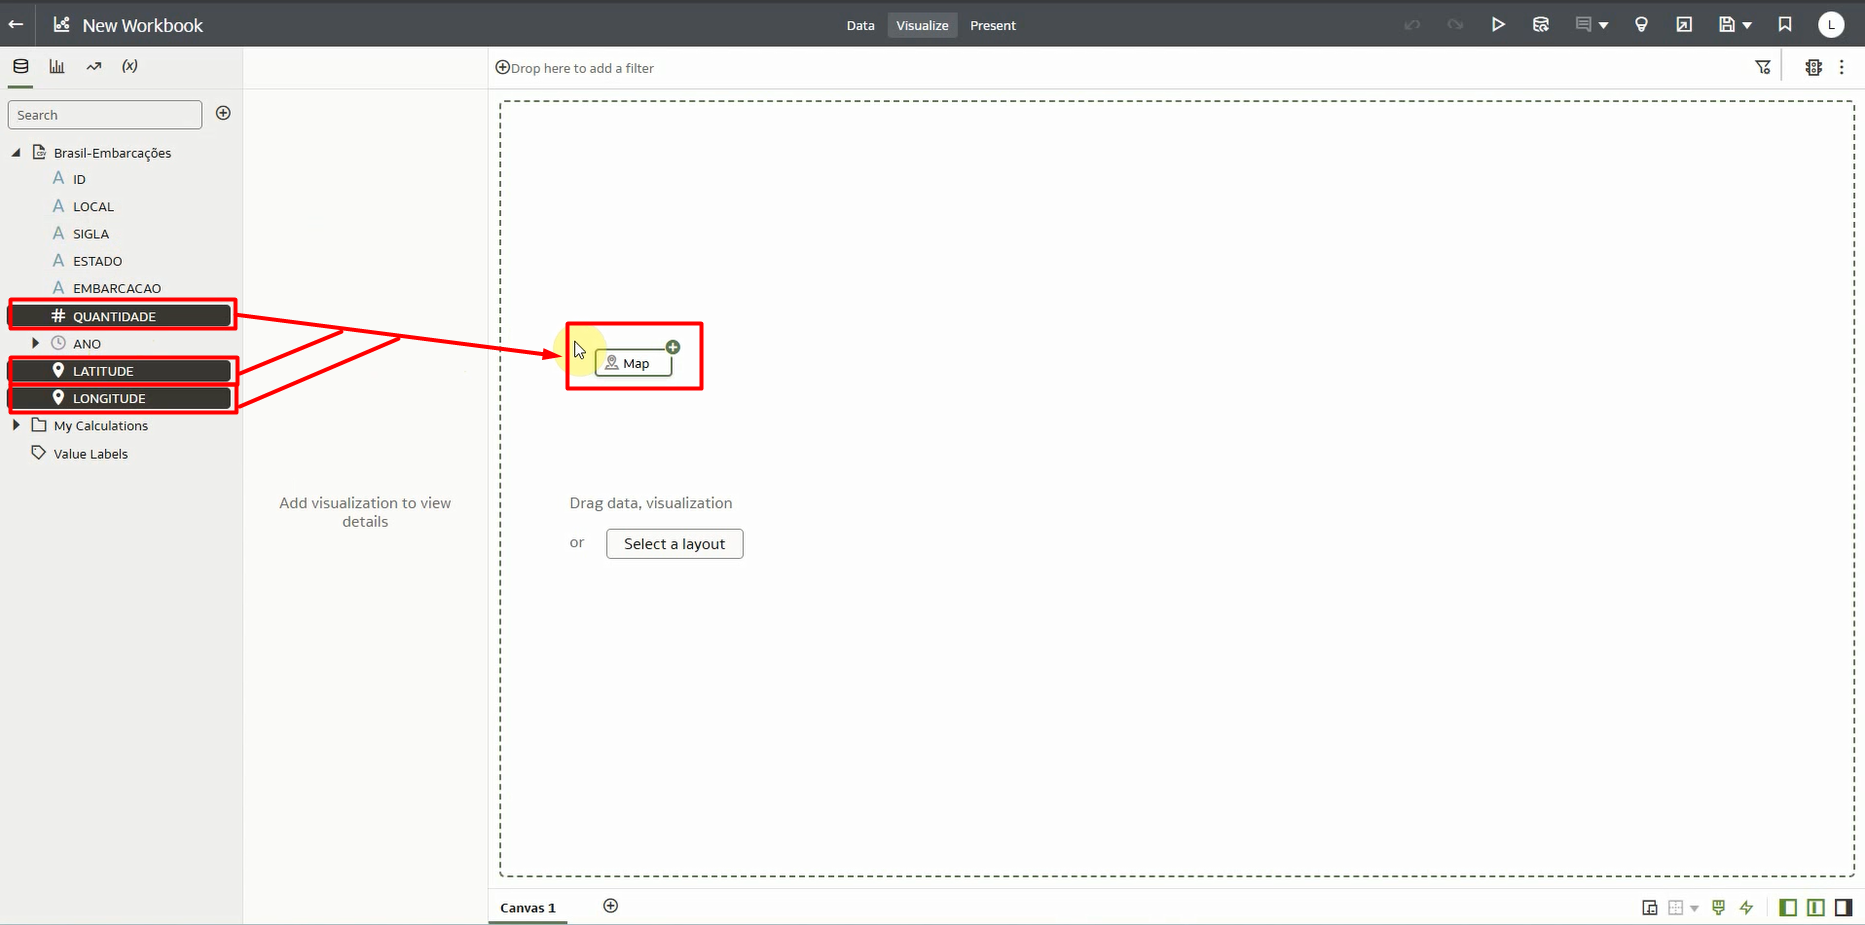 New Workbook
Data Visualize Present
L
(x)
Drop here to add a filter
Search
Brasil-Embarcações
A ID
A LOCAL
A SIGLA
A ESTADO
A EMBARCACAO
# QUANTIDADE
ANO
LATITUDE
LONGITUDE
My Calculations
Value Labels
Map
Add visualization to view
details
Drag data, visualization
or Select a layout
Canvas 1